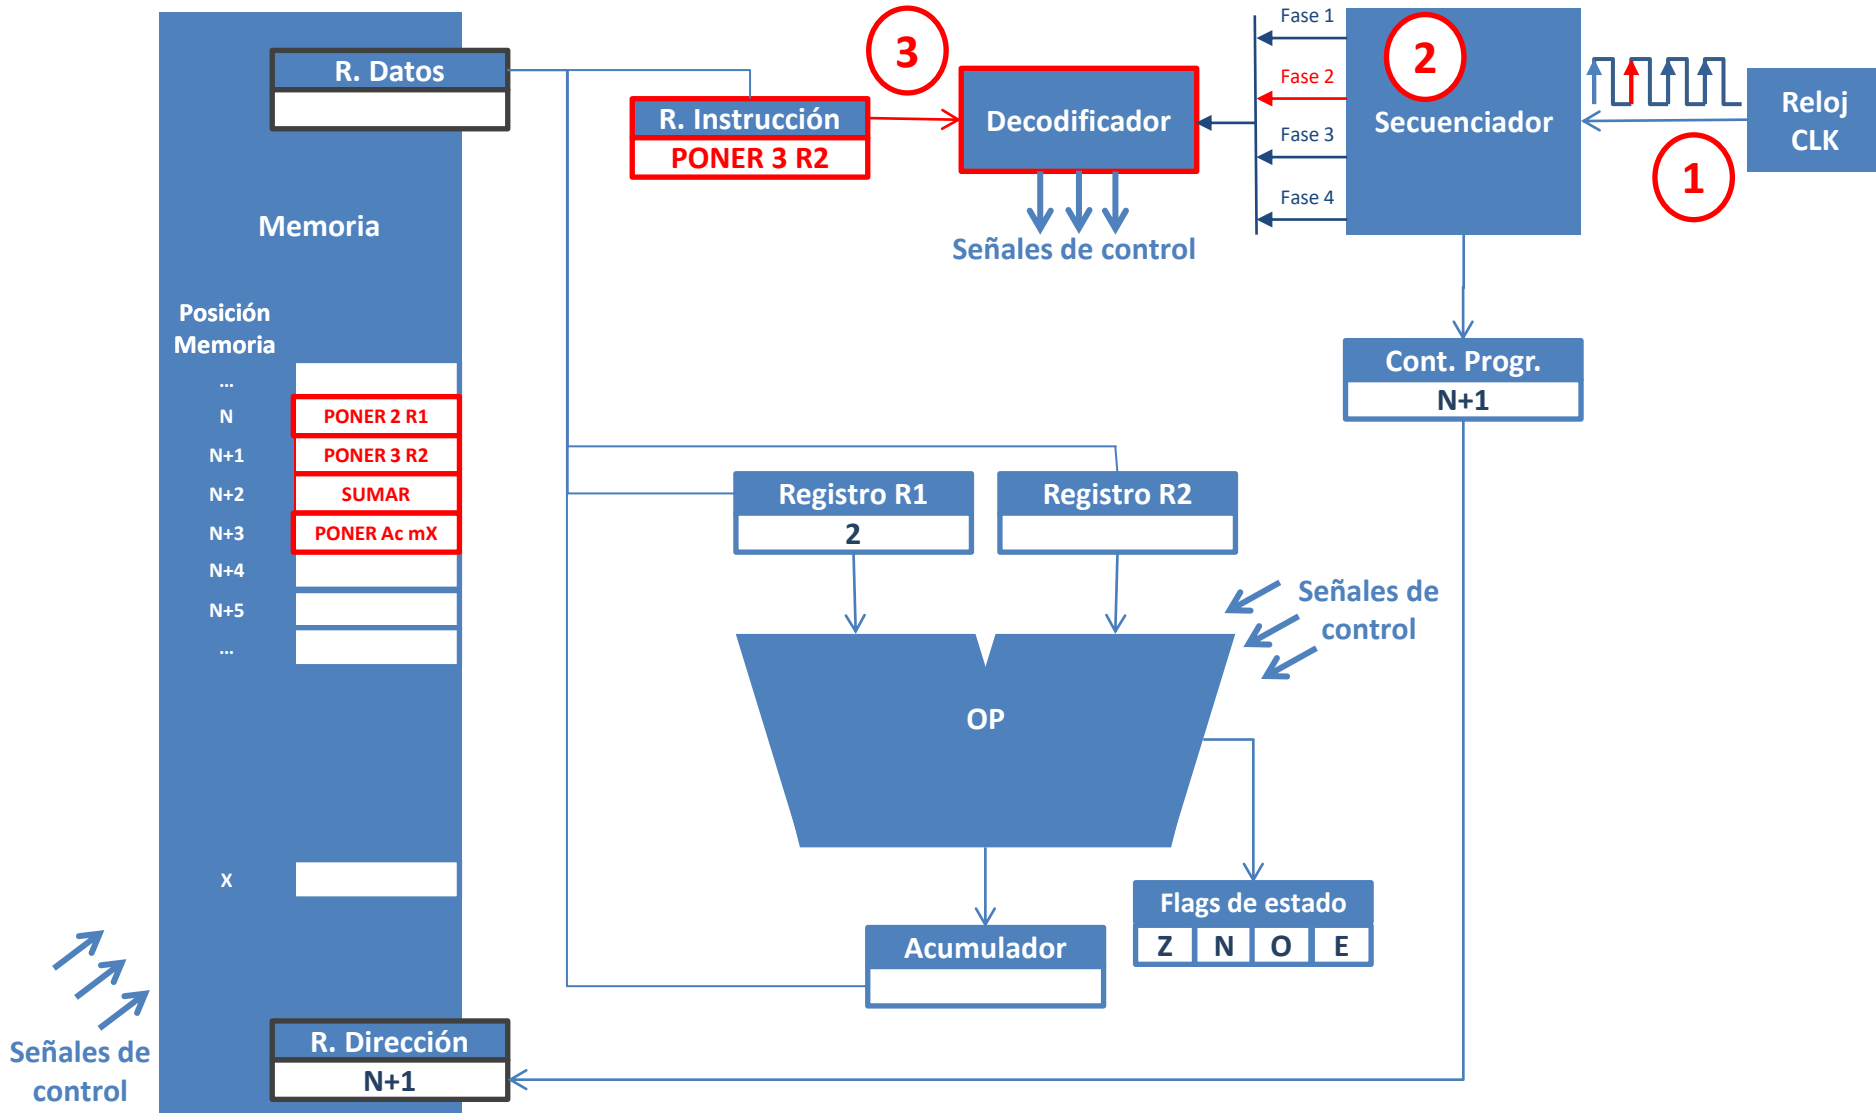 R. Datos
Memoria
Posición
Memoria
...
N
PONER 2 R1
N+1
PONER 3 R2
N+2
SUMAR
N+3
PONER Ac mX
N+4
N+5
...
X
Señales de
control
R. Dirección
N+1
R. Instrucción
PONER 3 R2
3
Decodificador
Señales de control
Fase 1
Fase 2
Fase 3
Fase 4
2
Secuenciador
1
Reloj
CLK
Cont. Progr.
N+1
Registro R1
2
Registro R2
Señales de
control
OP
Flags de estado
Z N O E
Acumulador